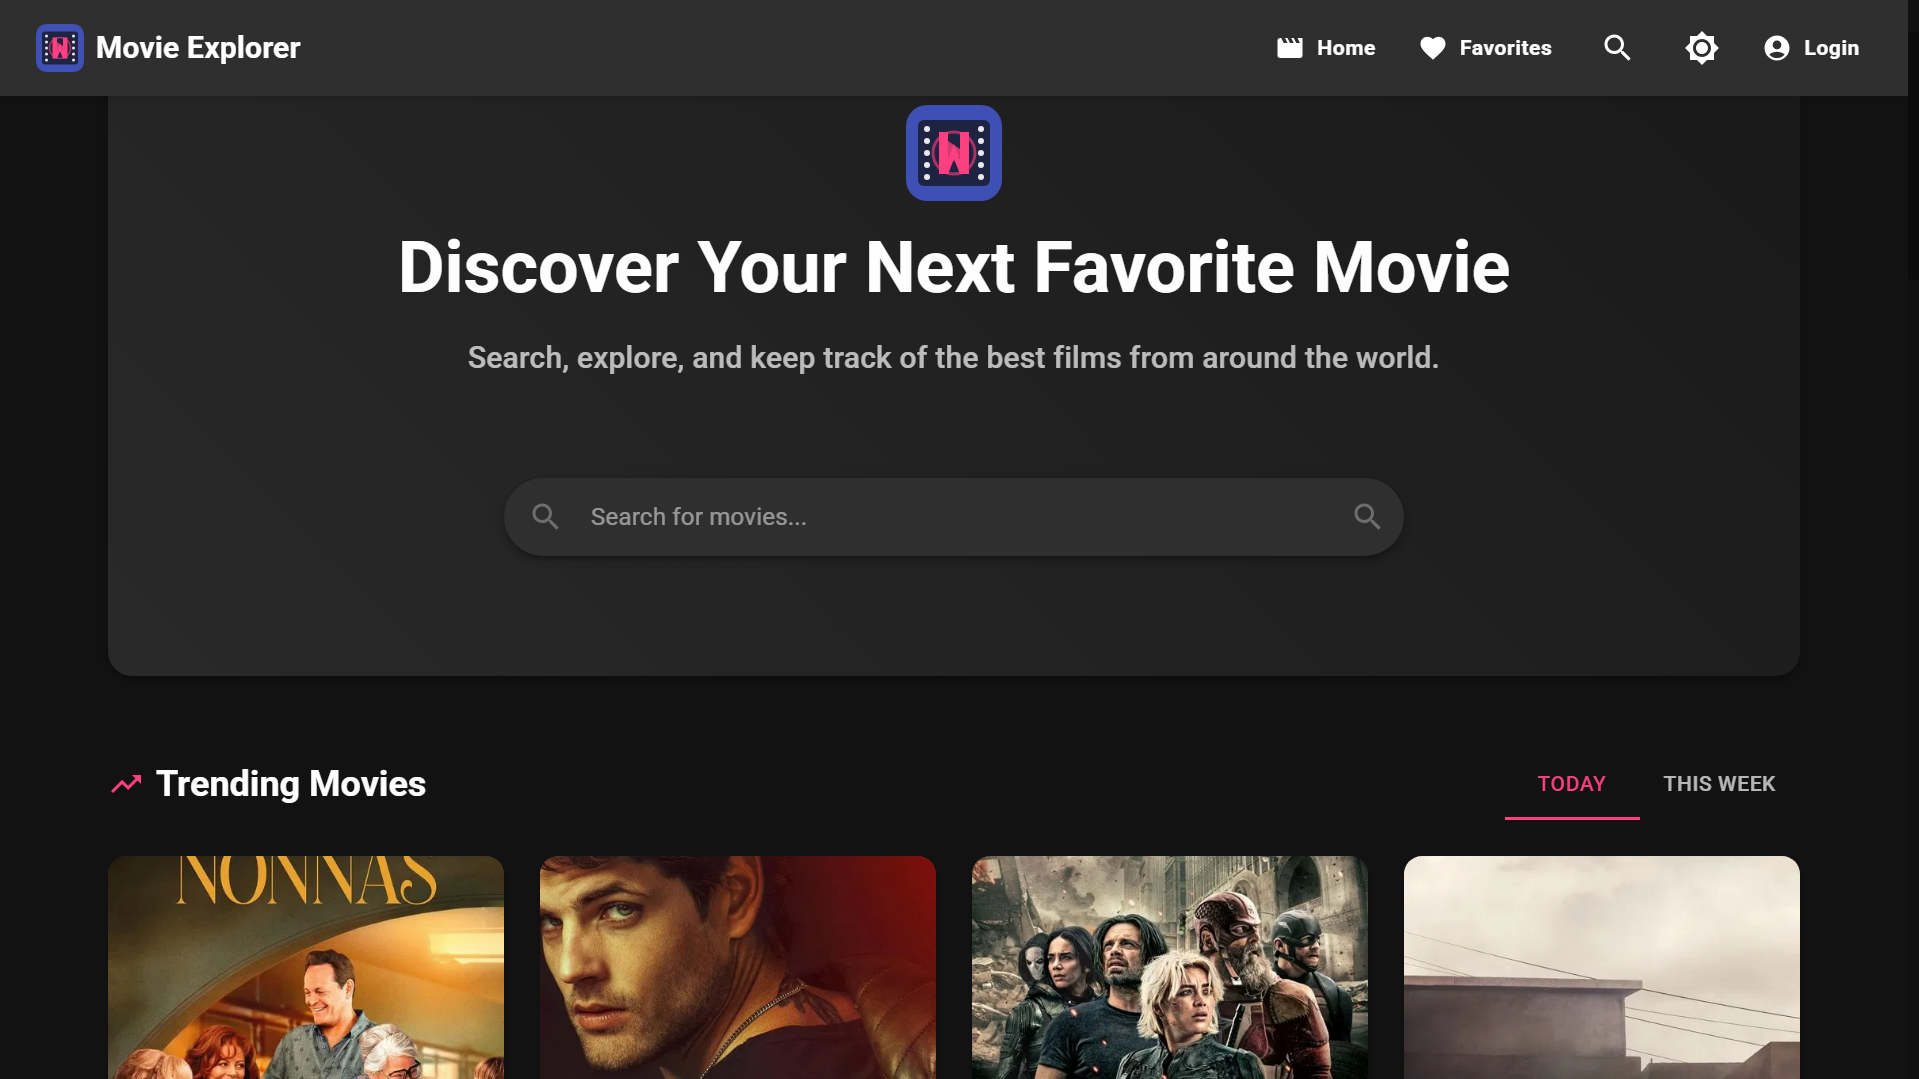 Movie Explorer
Home
Favorites
Login
Discover Your Next Favorite Movie
Search, explore, and keep track of the best films from around the world.
Search for movies...
Trending Movies
TODAY
THIS WEEK
NONNAS